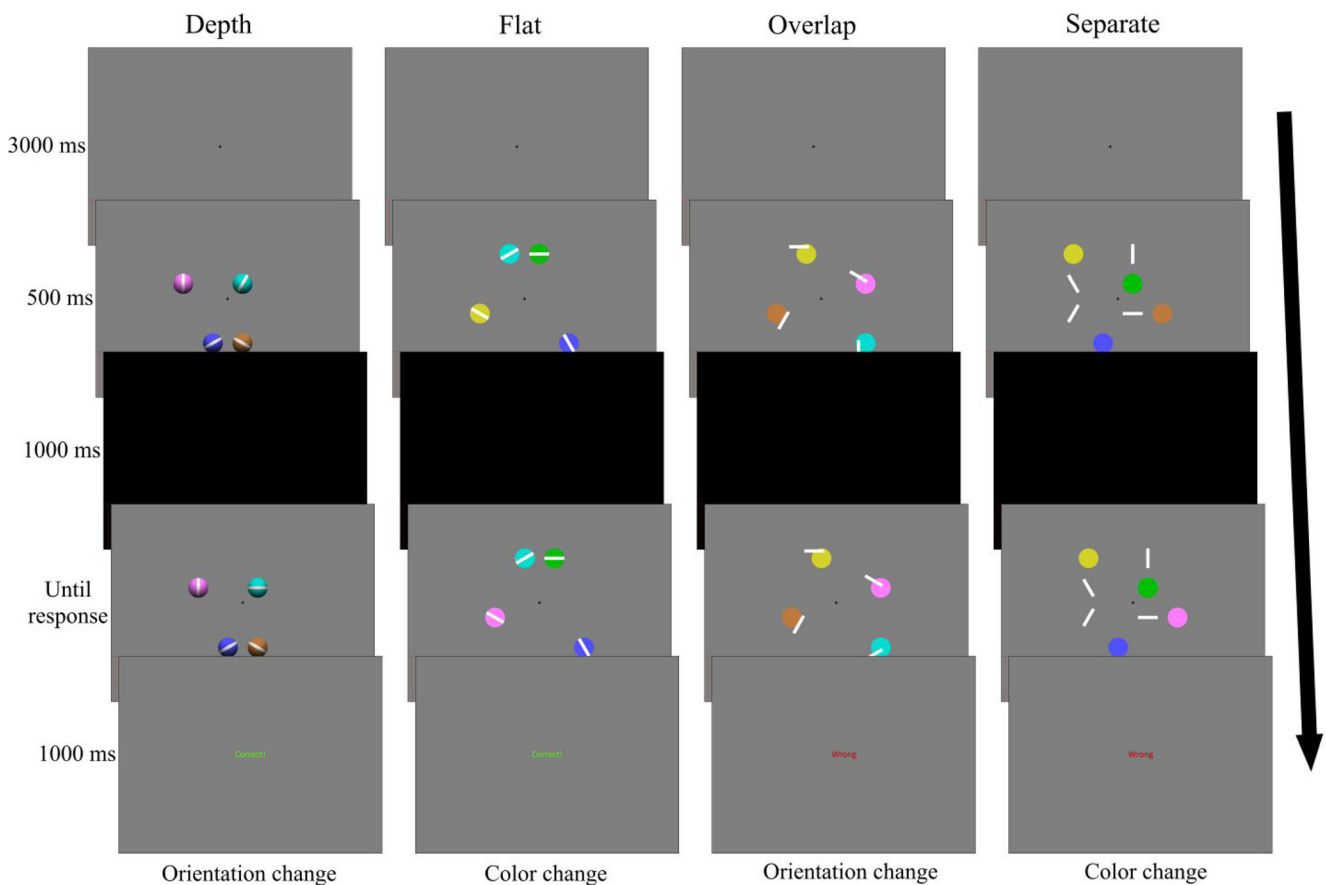 Depth Flat Overlap Separate
3000 ms
500 ms
1000 ms
Until
response
1000 ms
Correct! Correct! Wrong Wrong
Orientation change Color change Orientation change Color change